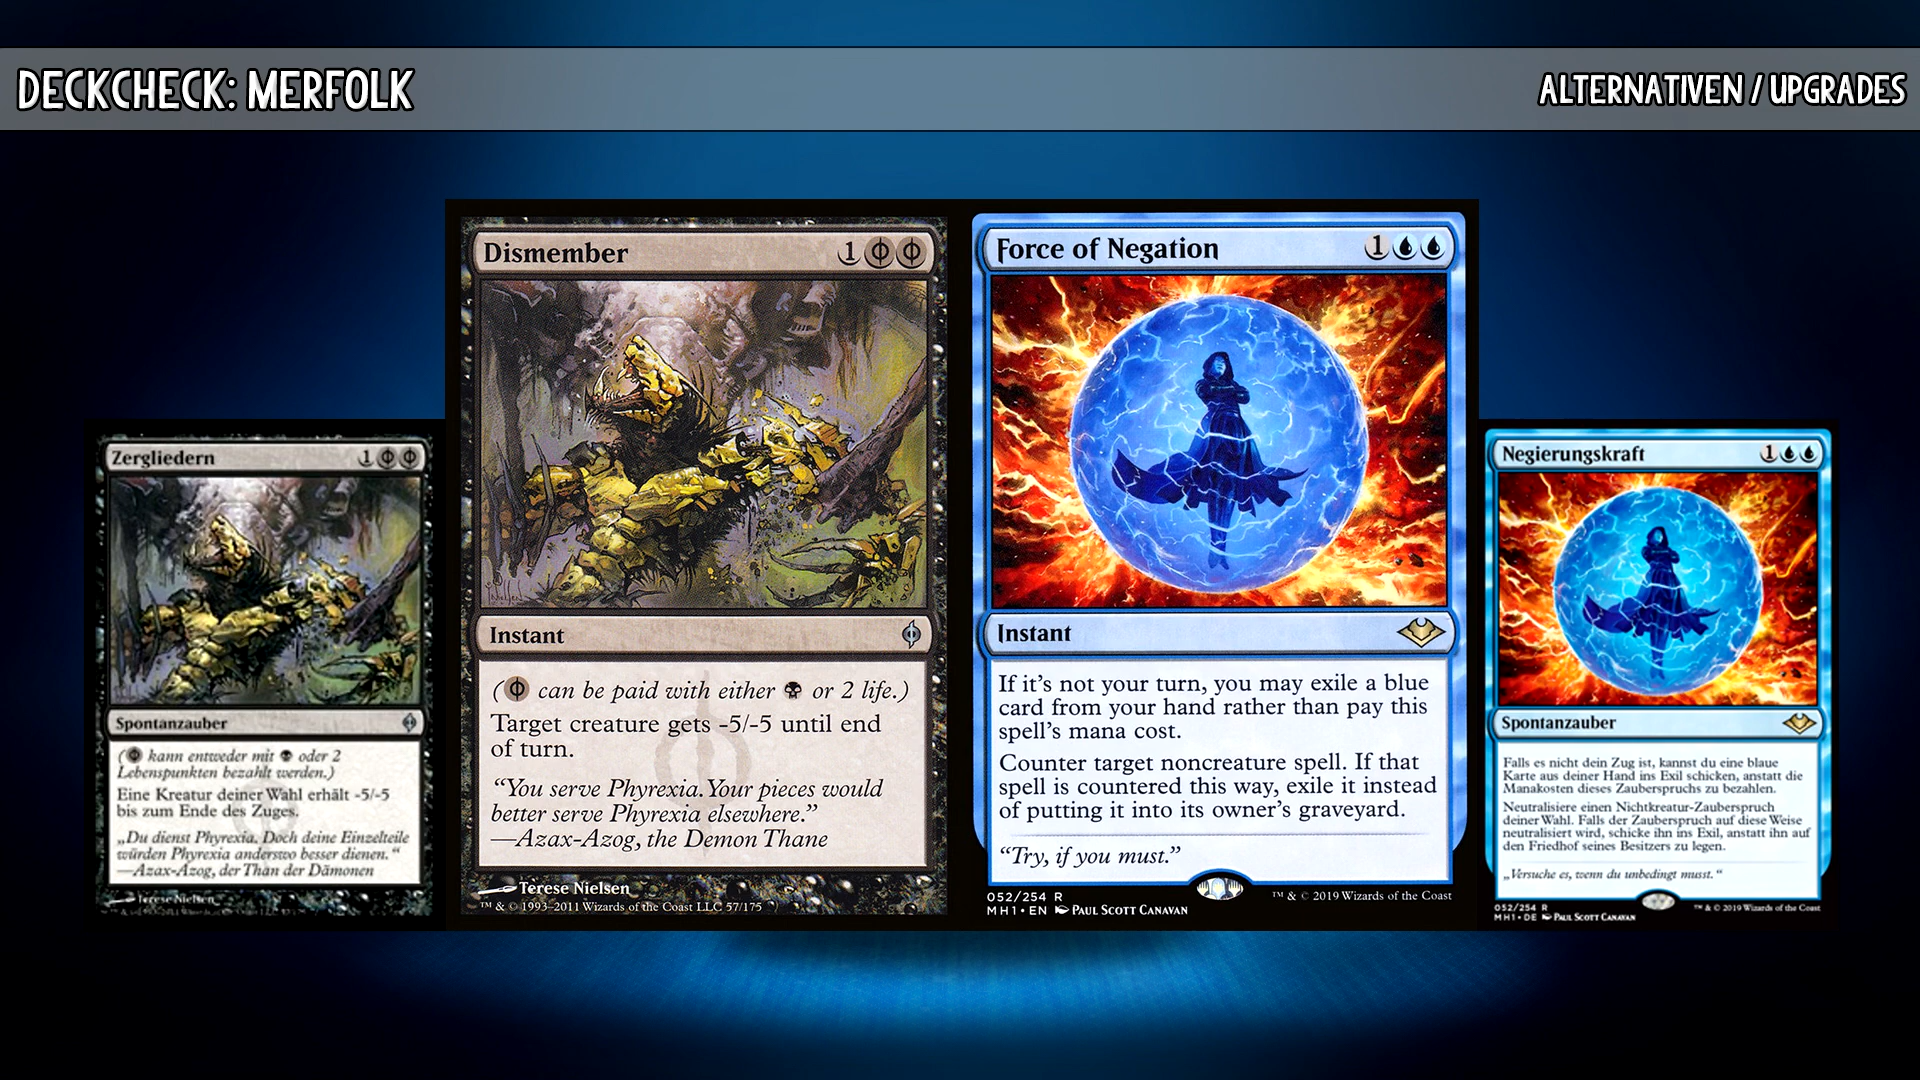 DECKCHECK: MERFOLK
ALTERNATIVEN / UPGRADES
Zergliedern 1
Spontanzauber
( kann entweder mit oder 2
Lebenspunkten bezahlt werden.)
Eine Kreatur deiner Wahl erhält -5/-5
bis zum Ende des Zuges.
„Du dienst Phyrexia. Doch deine Einzelteile
würden Phyrexia anderswo besser dienen.“
—Azax-Azog, der Than der Dämonen
Terese Nielsen
Dismember 1
Instant
( can be paid with either or 2 life.)
Target creature gets -5/-5 until end
of turn.
“You serve Phyrexia. Your pieces would
better serve Phyrexia elsewhere.”
—Azax-Azog, the Demon Thane
Terese Nielsen
™ & © 1993–2011 Wizards of the Coast LLC 57/175
Force of Negation 1
Instant
If it’s not your turn, you may exile a blue
card from your hand rather than pay this
spell’s mana cost.
Counter target noncreature spell. If that
spell is countered this way, exile it instead
of putting it into its owner’s graveyard.
“Try, if you must.”
052/254 R
MH1 • EN PAUL SCOTT CANAVAN
™ & © 2019 Wizards of the Coast
Negierungskraft 1
Spontanzauber
Falls es nicht dein Zug ist, kannst du eine blaue
Karte aus deiner Hand ins Exil schicken, anstatt die
Manakosten dieses Zauberspruchs zu bezahlen.
Neutralisiere einen Nichtkreatur-Zauberspruch
deiner Wahl. Falls der Zauberspruch auf diese Weise
neutralisiert wird, schicke ihn ins Exil, anstatt ihn auf
den Friedhof seines Besitzers zu legen.
„Versuche es, wenn du unbedingt musst.“
052/254 R
MH1 • DE PAUL SCOTT CANAVAN
™ & © 2019 Wizards of the Coast